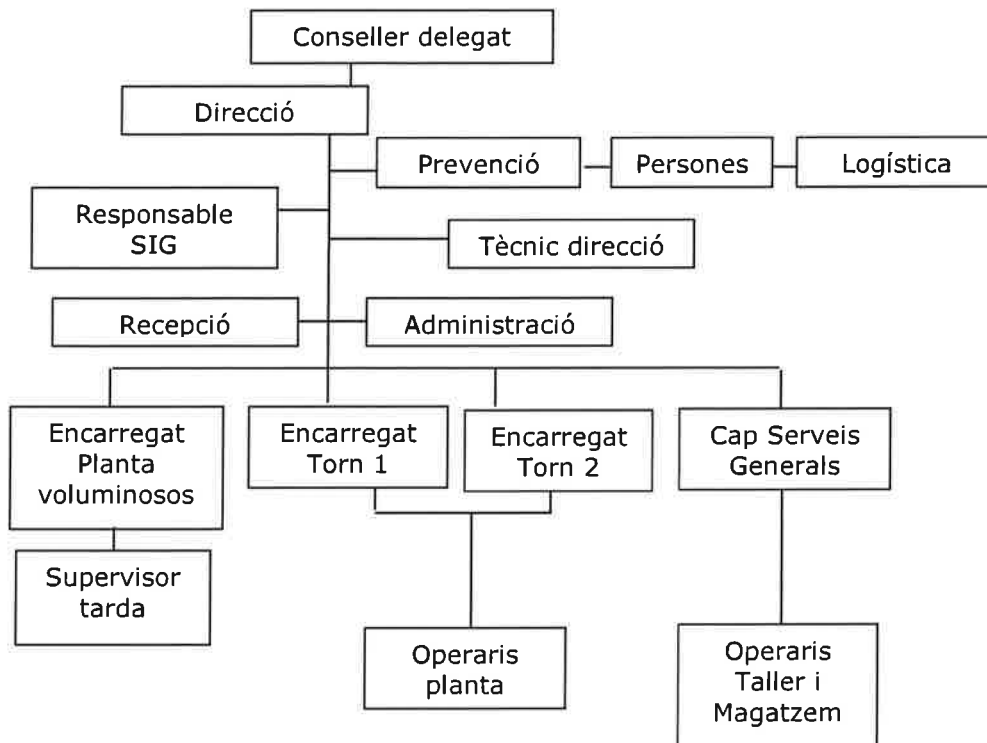 Conseller delegat
Direcció
Prevenció
Persones
Logística
Responsable
SIG
Tècnic direcció
Recepció
Administració
Encarregat
Planta
voluminosos
Encarregat
Torn 1
Encarregat
Torn 2
Cap Serveis
Generals
Supervisor
tarda
Operaris
planta
Operaris
Taller i
Magatzem